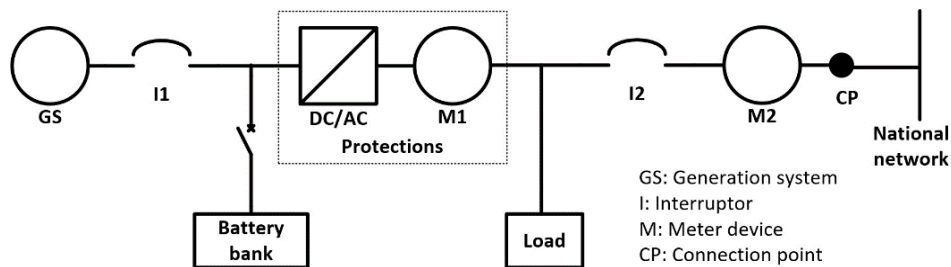 GS
I1
DC/AC
M1
Protections
Battery
bank
Load
I2
M2
CP
National
network
GS: Generation system
I: Interruptor
M: Meter device
CP: Connection point